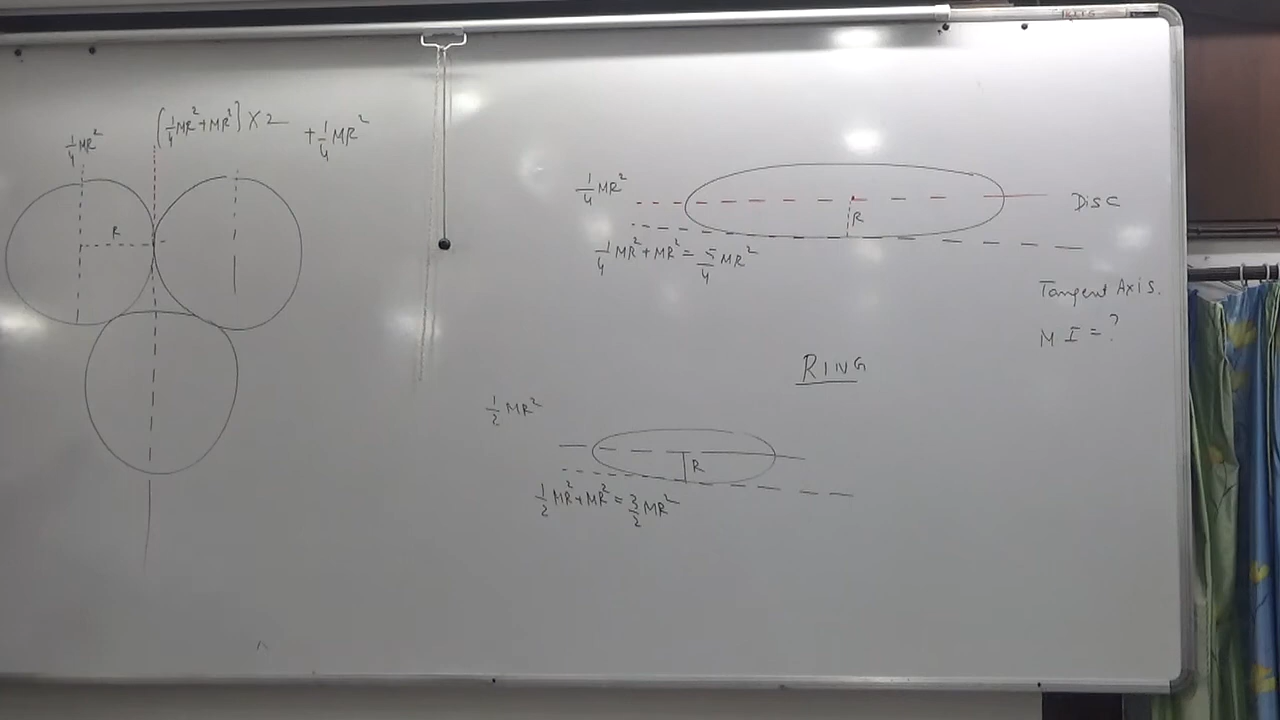 1/4 MR²
[1/4 MR² + MR²] × 2 + 1/4 MR²
R
1/4 MR²
R
Disc
1/4 MR² + MR² = 5/4 MR²
Tangent Axis.
M I = ?
RING
1/2 MR²
R
1/2 MR² + MR² = 3/2 MR²